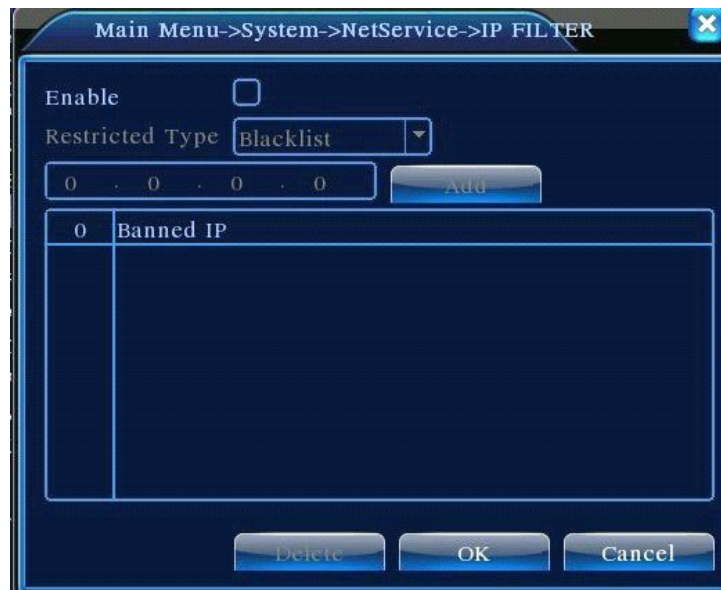 Main Menu->System->NetService->IP FILTER
Enable
Restricted Type Blacklist
0 . 0 . 0 . 0 Add
0 Banned IP
Delete OK Cancel